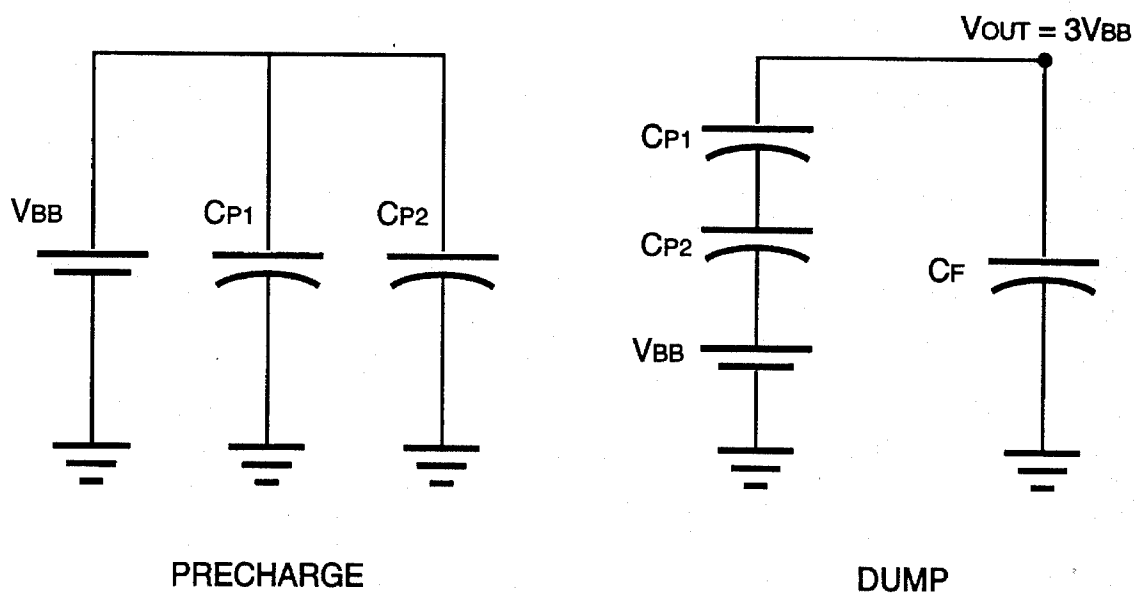 VOUT = 3VBB
VBB
CP1
CP2
CP1
CP2
VBB
CF
PRECHARGE
DUMP